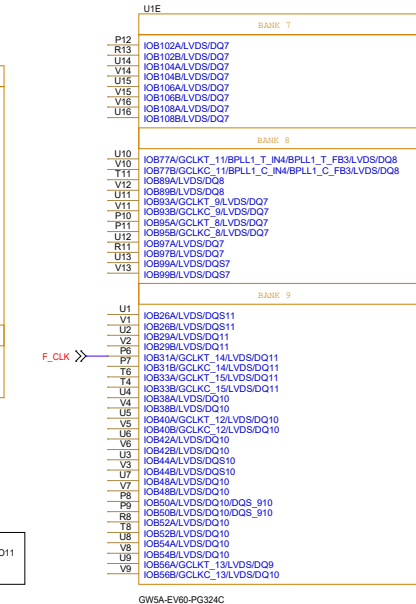 U1E
BANK 7
P12 IOB102A/LVDS/DQ7
R13 IOB102B/LVDS/DQ7
U14 IOB104A/LVDS/DQ7
V14 IOB104B/LVDS/DQ7
U15 IOB106A/LVDS/DQ7
V15 IOB106B/LVDS/DQ7
V16 IOB108A/LVDS/DQ7
U16 IOB108B/LVDS/DQ7
BANK 8
U10 IOB77A/GCLKT_11/BPLL1_T_IN4/BPLL1_T_FB3/LVDS/DQ8
V10 IOB77B/GCLKC_11/BPLL1_C_IN4/BPLL1_C_FB3/LVDS/DQ8
T11 IOB89A/LVDS/DQ8
V12 IOB89B/LVDS/DQ8
U11 IOB93A/GCLKT_9/LVDS/DQ7
V11 IOB93B/GCLKC_9/LVDS/DQ7
P10 IOB95A/GCLKT_8/LVDS/DQ7
P11 IOB95B/GCLKC_8/LVDS/DQ7
U12 IOB97A/LVDS/DQ7
R11 IOB97B/LVDS/DQ7
U13 IOB99A/LVDS/DQS7
V13 IOB99B/LVDS/DQS7
BANK 9
U1 IOB26A/LVDS/DQS11
V1 IOB26B/LVDS/DQS11
U2 IOB29A/LVDS/DQ11
V2 IOB29B/LVDS/DQ11
F_CLK P6 IOB31A/GCLKT_14/LVDS/DQ11
P7 IOB31B/GCLKC_14/LVDS/DQ11
T6 IOB33A/GCLKT_15/LVDS/DQ11
T4 IOB33B/GCLKC_15/LVDS/DQ11
U4 IOB38A/LVDS/DQ10
V4 IOB38B/LVDS/DQ10
U5 IOB40A/GCLKT_12/LVDS/DQ10
V5 IOB40B/GCLKC_12/LVDS/DQ10
U6 IOB42A/LVDS/DQ10
V6 IOB42B/LVDS/DQ10
U3 IOB44A/LVDS/DQS10
V3 IOB44B/LVDS/DQS10
U7 IOB48A/LVDS/DQ10
V7 IOB48B/LVDS/DQ10
P8 IOB50A/LVDS/DQ10/DQS_910
P9 IOB50B/LVDS/DQ10/DQS_910
R8 IOB52A/LVDS/DQ10
T8 IOB52B/LVDS/DQ10
U8 IOB54A/LVDS/DQ10
V8 IOB54B/LVDS/DQ10
U9 IOB56A/GCLKT_13/LVDS/DQ9
V9 IOB56B/GCLKC_13/LVDS/DQ10
GW5A-EV60-PG324C